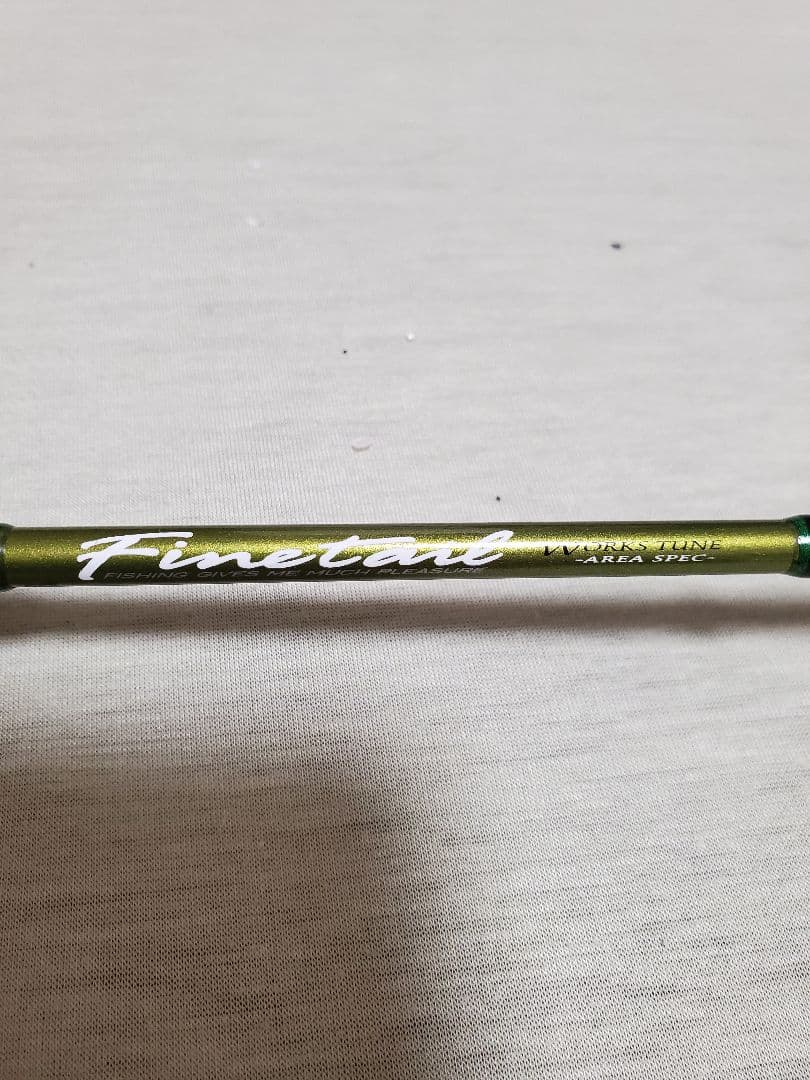 Finetail
FISHING GIVES ME MUCH PLEASURE
WORKS TUNE
-AREA SPEC-